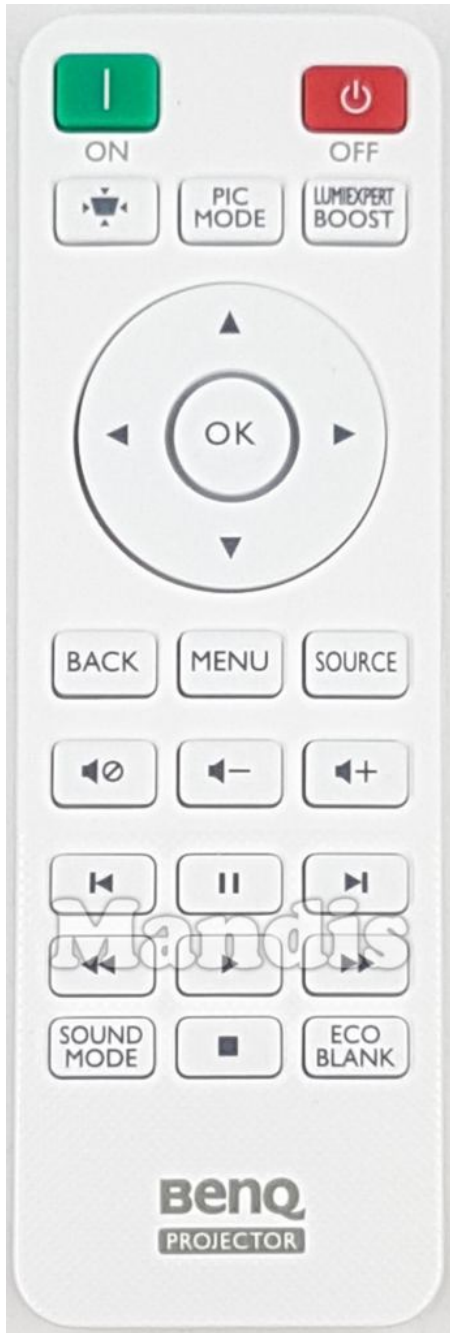 ON
OFF
PIC
MODE
LUMIEXPERT
BOOST
OK
BACK
MENU
SOURCE
Mandis
SOUND
MODE
ECO
BLANK
BenQ
PROJECTOR